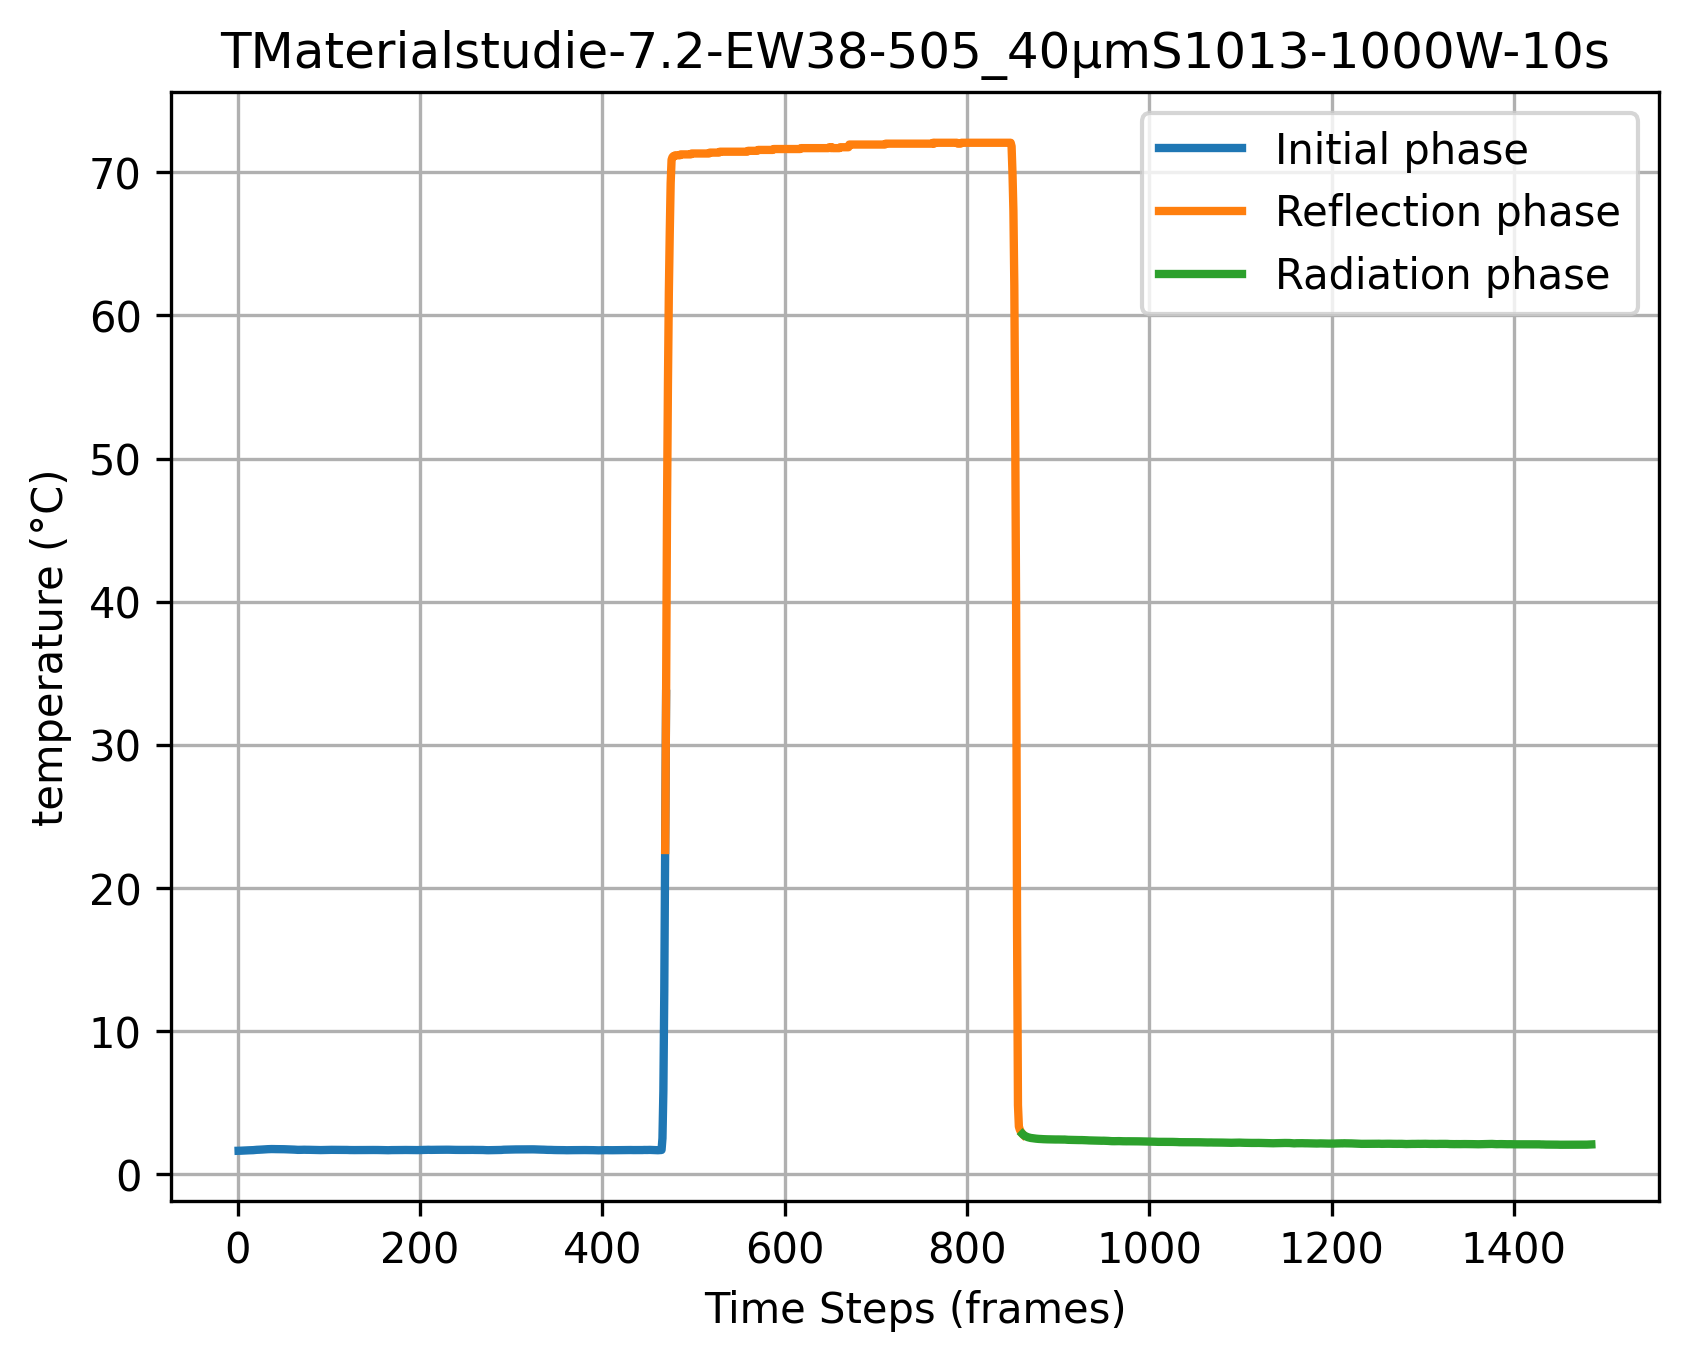 TMaterialstudie-7.2-EW38-505_40μmS1013-1000W-10s
Initial phase
Reflection phase
Radiation phase
temperature (°C)
70
60
50
40
30
20
10
0
0 200 400 600 800 1000 1200 1400
Time Steps (frames)